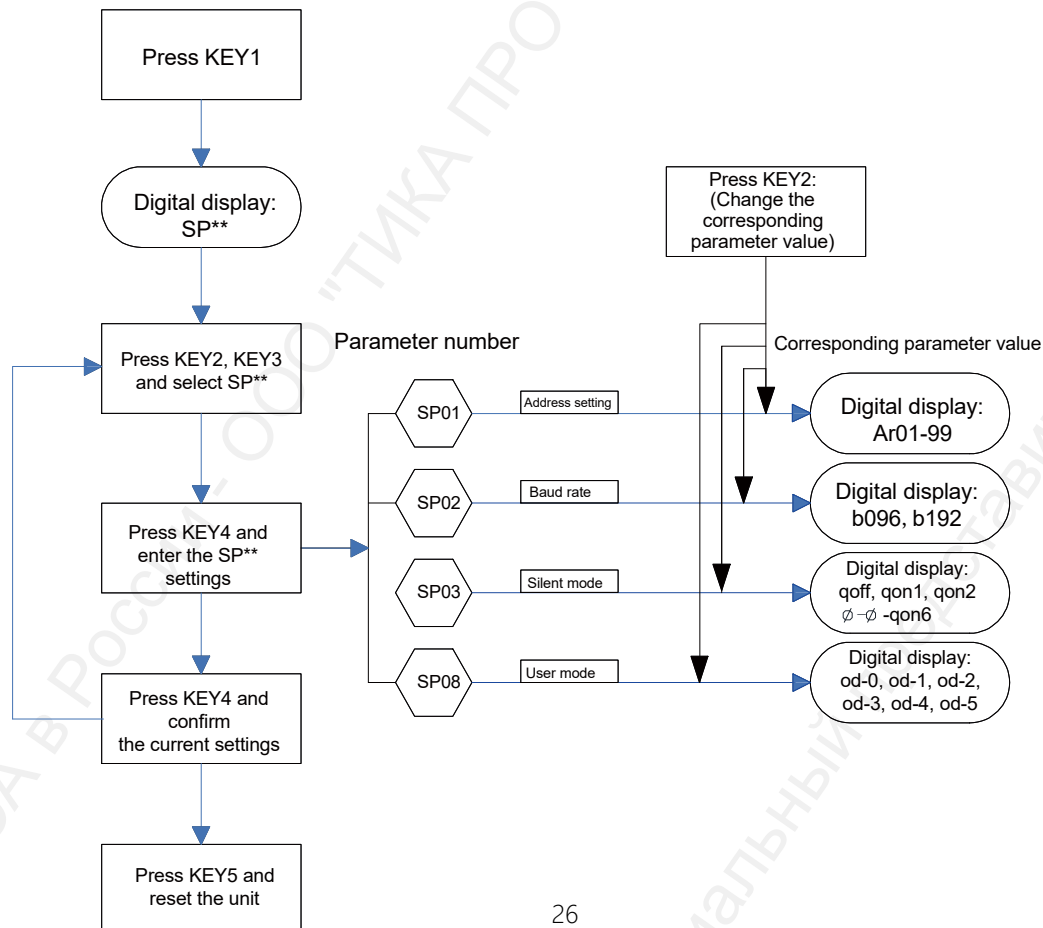 Press KEY1
Digital display:
SP**
Press KEY2, KEY3
and select SP**
Press KEY4 and
enter the SP**
settings
Press KEY4 and
confirm
the current settings
Press KEY5 and
reset the unit
Parameter number
SP01
Address setting
SP02
Baud rate
SP03
Silent mode
SP08
User mode
Press KEY2:
(Change the
corresponding
parameter value)
Corresponding parameter value
Digital display:
Ar01-99
Digital display:
b096, b192
Digital display:
qoff, qon1, qon2
∅-∅ -qon6
Digital display:
od-0, od-1, od-2,
od-3, od-4, od-5
в России - ООО "ТИКА ПРО
26